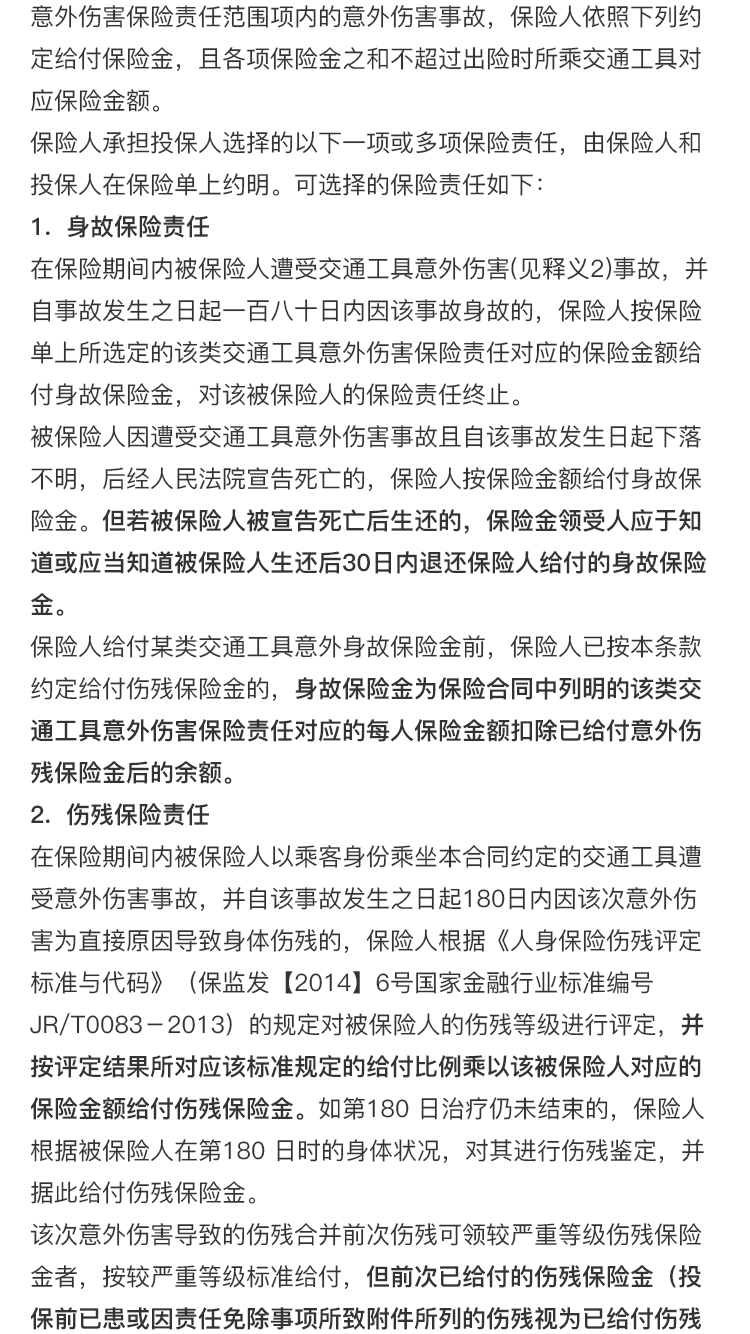 意外伤害保险责任范围项内的意外伤害事故，保险人依照下列约
定给付保险金，且各项保险金之和不超过出险时所乘交通工具对
应保险金额。
保险人承担投保人选择的以下一项或多项保险责任，由保险人和
投保人在保险单上约明。可选择的保险责任如下：
1. 身故保险责任
在保险期间内被保险人遭受交通工具意外伤害(见释义2)事故，并
自事故发生之日起一百八十日内因该事故身故的，保险人按保险
单上所选定的该类交通工具意外伤害保险责任对应的保险金额给
付身故保险金，对该被保险人的保险责任终止。
被保险人因遭受交通工具意外伤害事故且自该事故发生日起下落
不明，后经人民法院宣告死亡的，保险人按保险金额给付身故保
险金。但若被保险人被宣告死亡后生还的，保险金领受人应于知
道或应当知道被保险人生还后30日内退还保险人给付的身故保险
金。
保险人给付某类交通工具意外身故保险金前，保险人已按本条款
约定给付伤残保险金的，身故保险金为保险合同中列明的该类交
通工具意外伤害保险责任对应的每人保险金额扣除已给付意外伤
残保险金后的余额。
2. 伤残保险责任
在保险期间内被保险人以乘客身份乘坐本合同约定的交通工具遭
受意外伤害事故，并自该事故发生之日起180日内因该次意外伤
害为直接原因导致身体伤残的，保险人根据《人身保险伤残评定
标准与代码》（保监发【2014】6号国家金融行业标准编号
JR/T0083－2013）的规定对被保险人的伤残等级进行评定，并
按评定结果所对应该标准规定的给付比例乘以该被保险人对应的
保险金额给付伤残保险金。如第180 日治疗仍未结束的，保险人
根据被保险人在第180 日时的身体状况，对其进行伤残鉴定，并
据此给付伤残保险金。
该次意外伤害导致的伤残合并前次伤残可领较严重等级伤残保险
金者，按较严重等级标准给付，但前次已给付的伤残保险金（投
保前已患或因责任免除事项所致附件所列的伤残视为已给付伤残